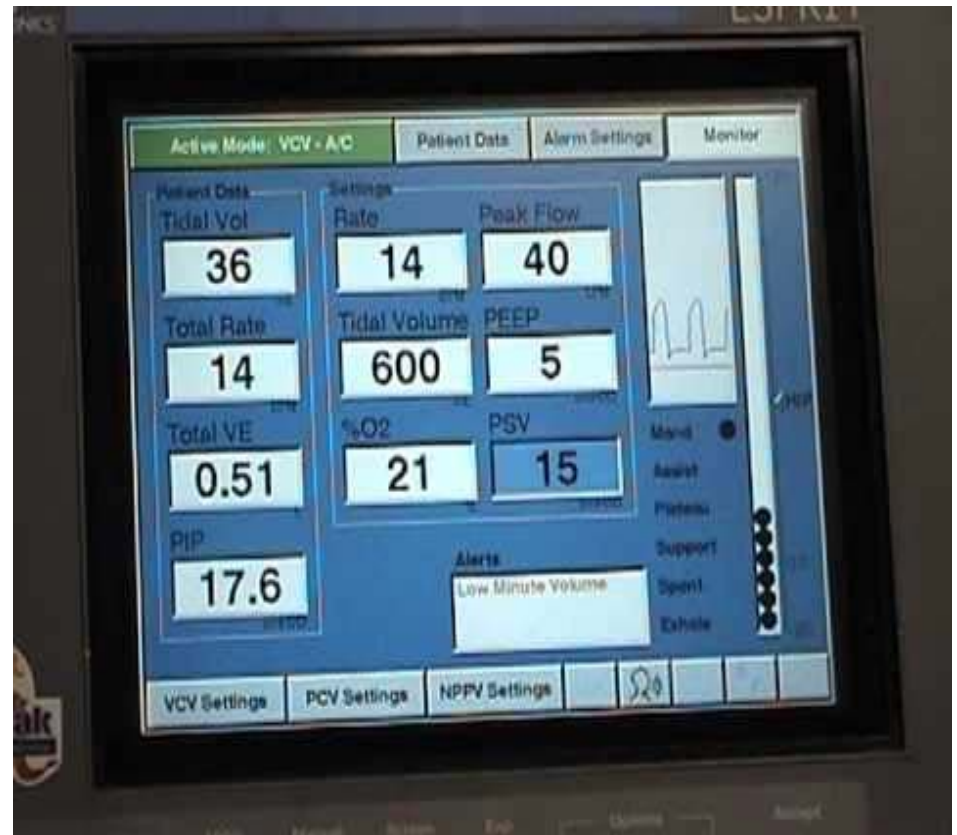 ESPRIT
Active Mode: VCV - A/C
Patient Data
Alarm Settings
Monitor
Patient Data
Settings
Tidal Vol
Rate
Peak Flow
36
14
40
Total Rate
Tidal Volume
PEEP
14
600
5
Total VE
%O2
PSV
0.51
21
15
PIP
17.6
Mand
Assist
Plateau
Support
Spont
Exhale
Alerts
Low Minute Volume
VCV Settings
PCV Settings
NPPV Settings